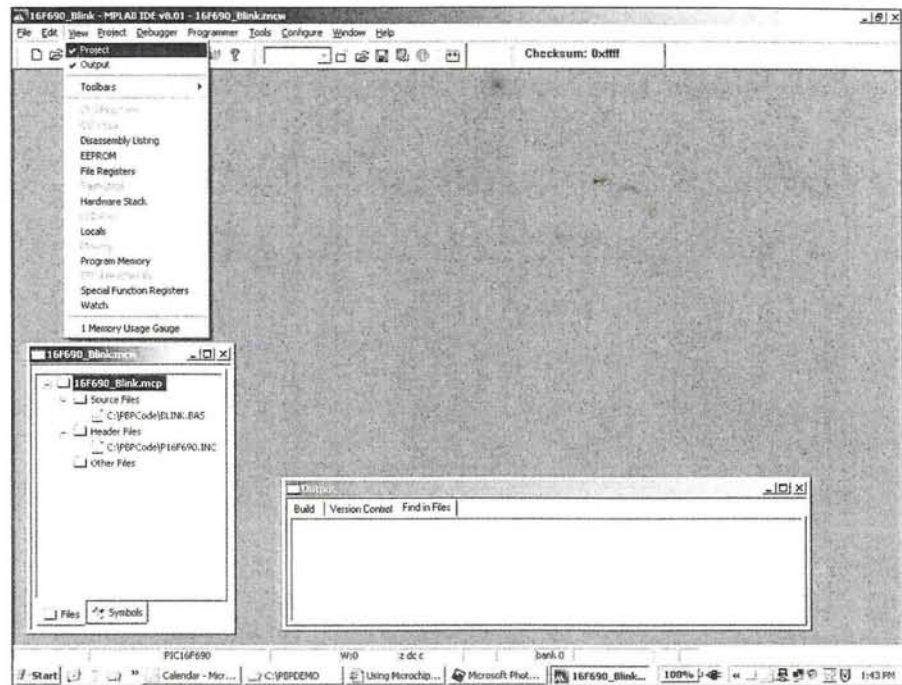 16F690_Blink - MPLAB IDE v8.01 - 16F690_Blink.mcw
File Edit View Project Debugger Programmer Tools Configure Window Help
Checksum: 0xffff
Project
Output
Toolbars
Disassembly Listing
EEPROM
File Registers
Hardware Stack
Locals
Program Memory
Special Function Registers
Watch
1 Memory Usage Gauge
16F690_Blink.mcw
16F690_Blink.mcp
Source Files
C:\PBPCode\BLINK.BAS
Header Files
C:\PBPCode\P16F690.INC
Other Files
Files Symbols
Output
Build Version Control Find in Files
PIC16F690 W:0 z dc c bank 0
Start Calendar - Micr... C:\PBPDEMO Using Microchip... Microsoft Phot... 16F690_Blink... 100% 1:43 PM